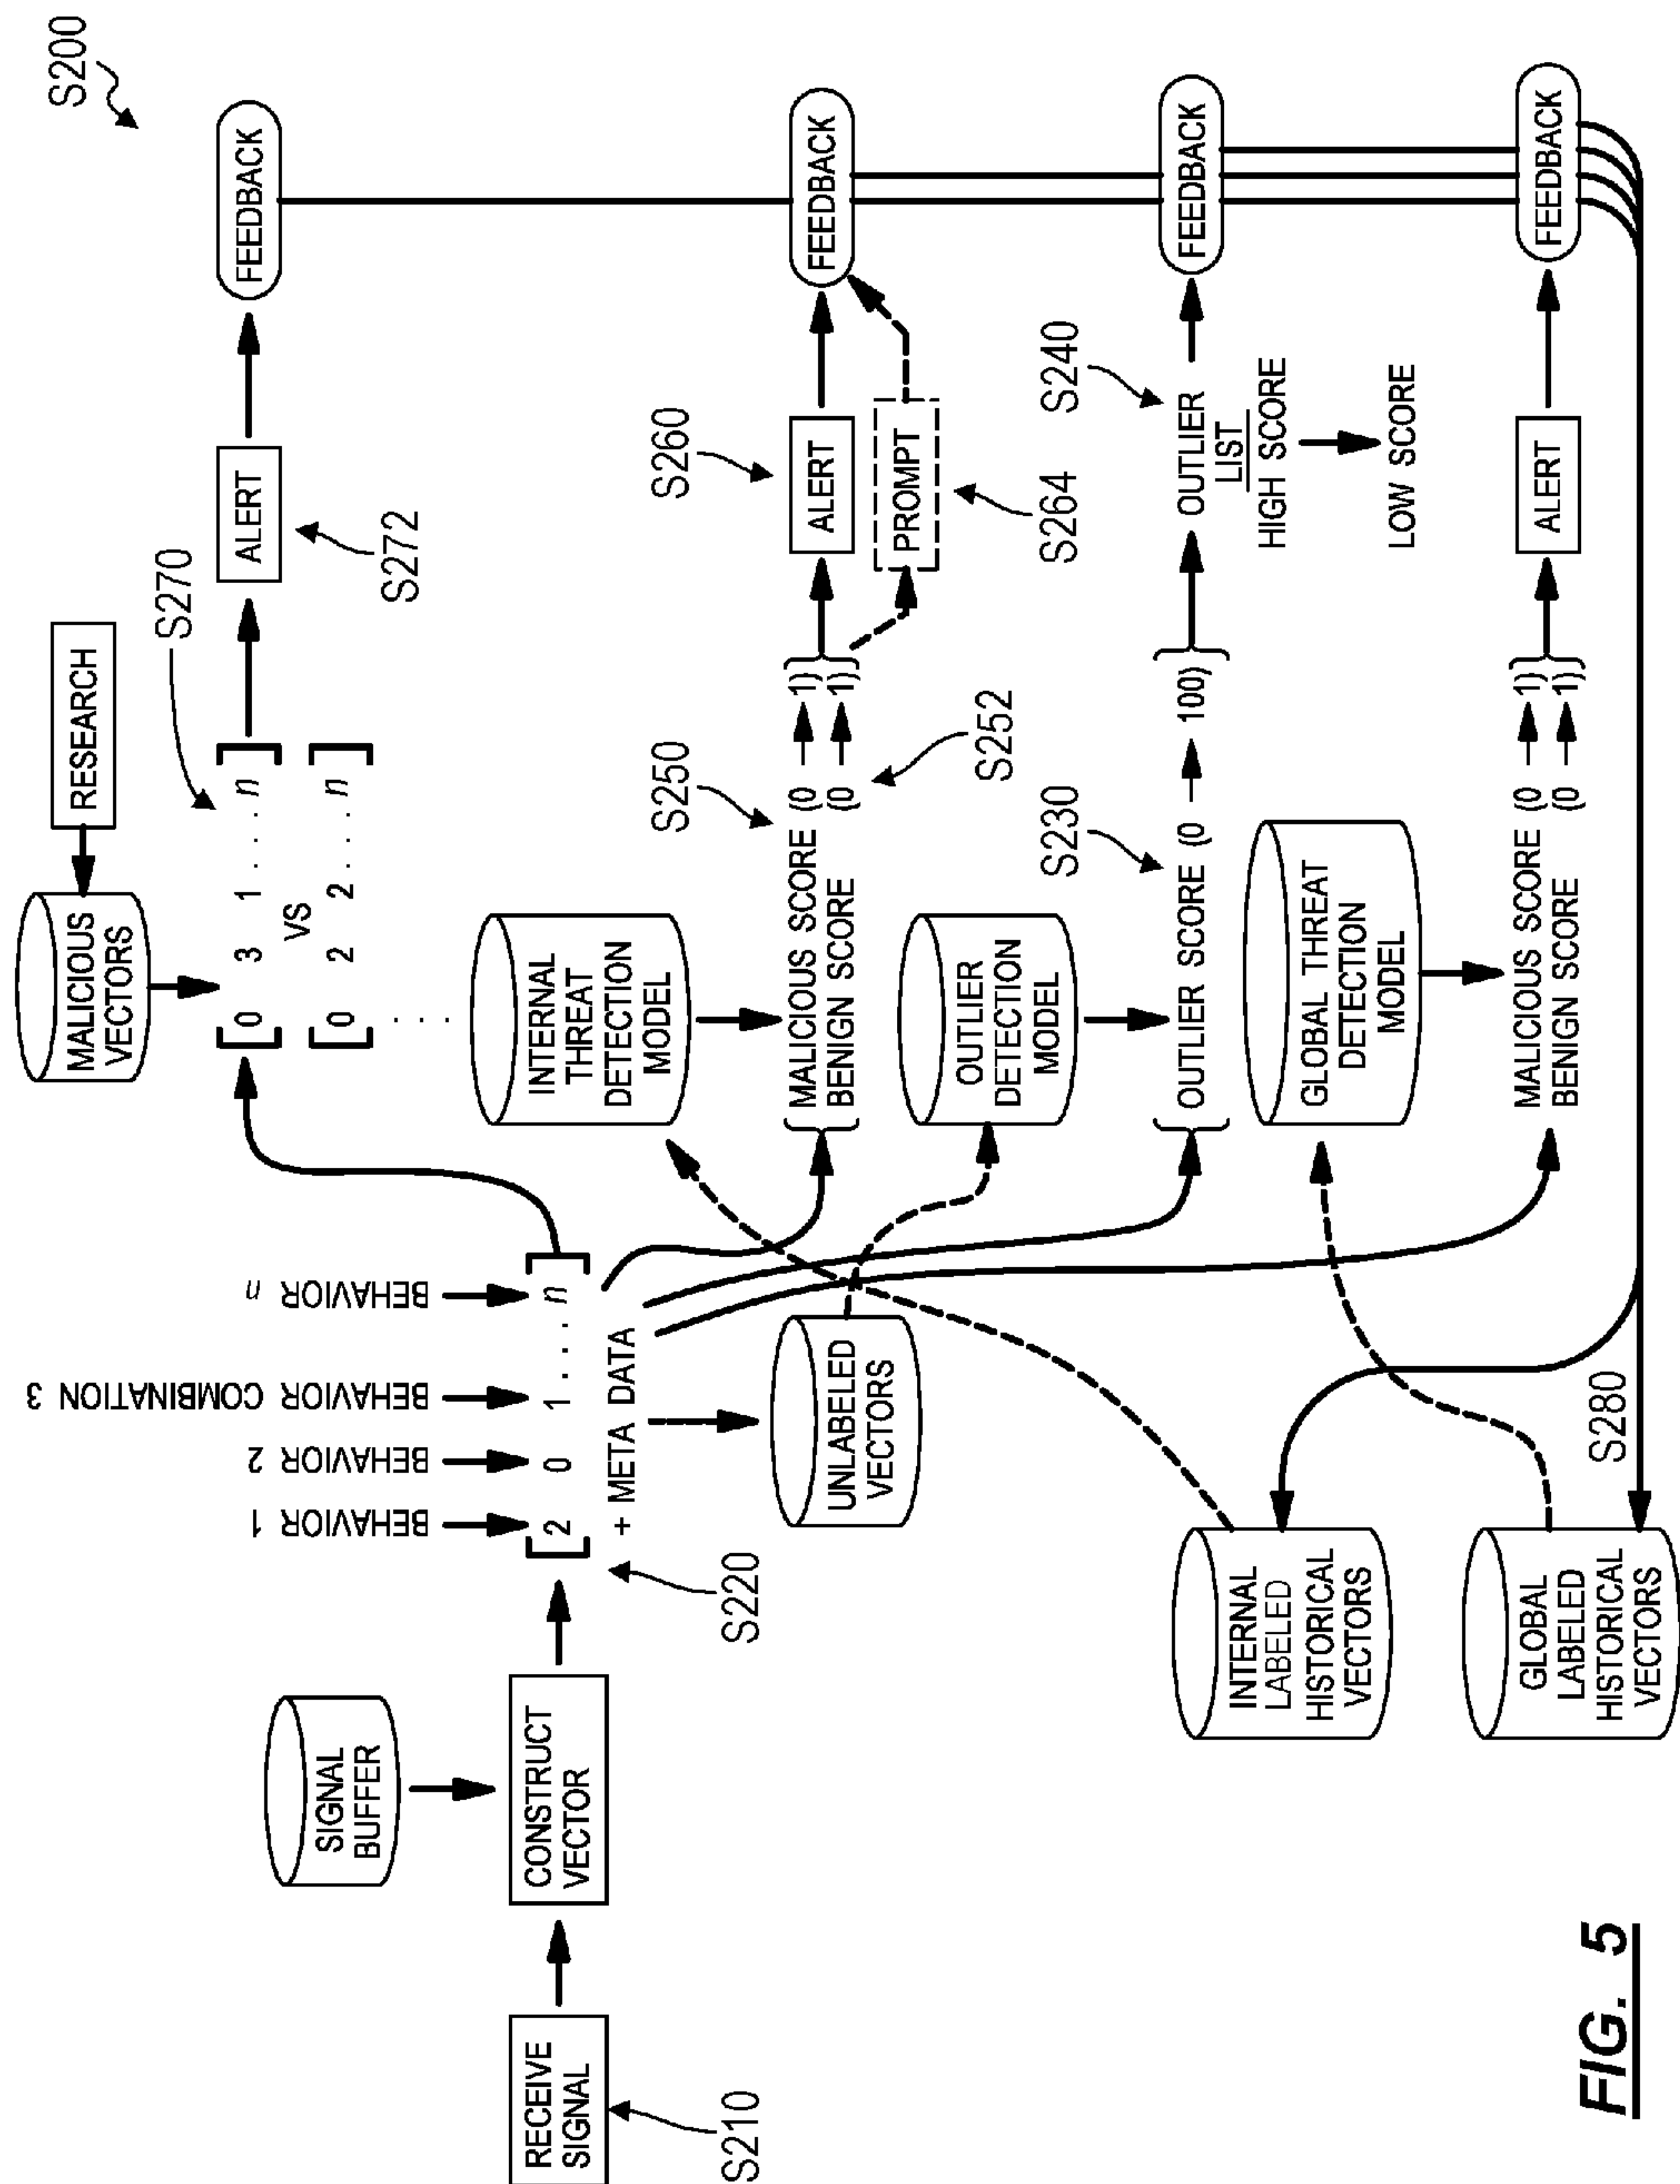 S200
RESEARCH
MALICIOUS
VECTORS
S270
[ 0 3 1 . . . n ]
VS
[ 0 2 2 . . . n ]
. . .
ALERT
S272
FEEDBACK
RECEIVE
SIGNAL
S210
SIGNAL
BUFFER
CONSTRUCT
VECTOR
BEHAVIOR 1
BEHAVIOR 2
BEHAVIOR COMBINATION 3
BEHAVIOR n
[ 2 0 1 . . . n ]
+ META DATA
S220
UNLABELED
VECTORS
INTERNAL
THREAT
DETECTION
MODEL
S250
MALICIOUS SCORE (0 1)
BENIGN SCORE (0 1)
S252
S260
ALERT
PROMPT
S264
FEEDBACK
OUTLIER
DETECTION
MODEL
S230
OUTLIER SCORE (0 100)
S240
OUTLIER
LIST
HIGH SCORE
LOW SCORE
FEEDBACK
GLOBAL THREAT
DETECTION
MODEL
MALICIOUS SCORE (0 1)
BENIGN SCORE (0 1)
ALERT
FEEDBACK
INTERNAL
LABELED
HISTORICAL
VECTORS
GLOBAL
LABELED
HISTORICAL
VECTORS
S280
FIG. 5